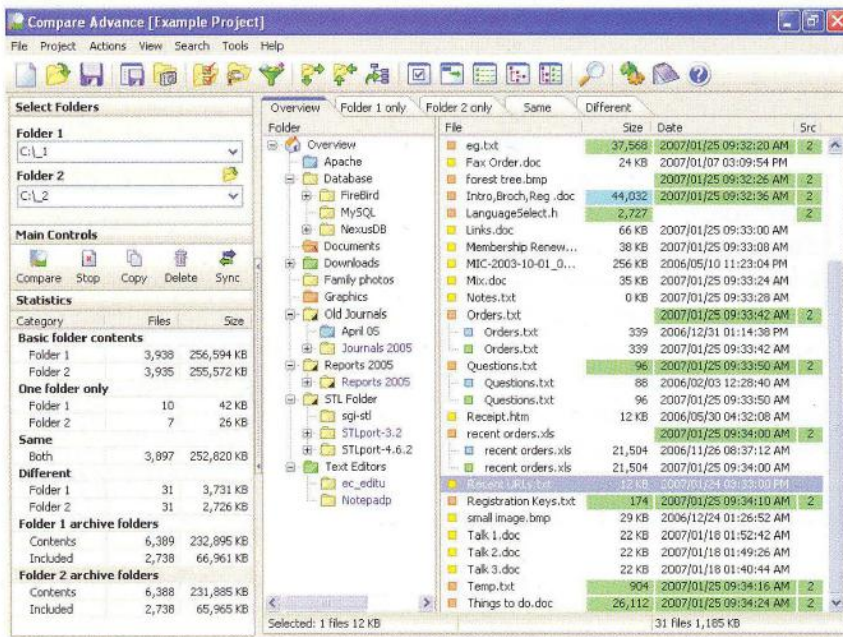 Compare Advance [Example Project]
File Project Actions View Search Tools Help
Select Folders
Folder 1
C:\_1
Folder 2
C:\_2
Main Controls
Compare Stop Copy Delete Sync
Statistics
Category Files Size
Basic folder contents
Folder 1 3,938 256,594 KB
Folder 2 3,935 255,572 KB
One folder only
Folder 1 10 42 KB
Folder 2 7 26 KB
Same
Both 3,897 252,820 KB
Different
Folder 1 31 3,731 KB
Folder 2 31 2,726 KB
Folder 1 archive folders
Contents 6,389 232,895 KB
Included 2,738 66,961 KB
Folder 2 archive folders
Contents 6,388 231,885 KB
Included 2,738 65,965 KB
Overview Folder 1 only Folder 2 only Same Different
Folder
Overview
Apache
Database
FireBird
MySQL
NexusDB
Documents
Downloads
Family photos
Graphics
Old Journals
April 05
Journals 2005
Reports 2005
Reports 2005
STL Folder
sgi-stl
STLport-3.2
STLport-4.6.2
Text Editors
ec_editu
Notepadp
Selected: 1 files 12 KB
File Size Date Src
eg.txt 37,568 2007/01/25 09:32:20 AM 2
Fax Order.doc 24 KB 2007/01/07 03:09:54 PM
forest tree.bmp 2007/01/25 09:32:26 AM 2
Intro,Broch,Reg .doc 44,032 2007/01/25 09:32:36 AM 2
LanguageSelect.h 2,727 2
Links.doc 66 KB 2007/01/25 09:33:00 AM
Membership Renew... 38 KB 2007/01/25 09:33:08 AM
MIC-2003-10-01_0... 256 KB 2006/05/10 11:23:04 PM
Mix.doc 35 KB 2007/01/25 09:33:24 AM
Notes.txt 0 KB 2007/01/25 09:33:28 AM
Orders.txt 2007/01/25 09:33:42 AM 2
Orders.txt 339 2006/12/31 01:14:38 PM
Orders.txt 339 2007/01/25 09:33:42 AM
Questions.txt 96 2007/01/25 09:33:50 AM 2
Questions.txt 88 2006/02/03 12:28:40 AM
Questions.txt 96 2007/01/25 09:33:50 AM
Receipt.htm 12 KB 2006/05/30 04:32:08 AM
recent orders.xls 2007/01/25 09:34:00 AM 2
recent orders.xls 21,504 2006/11/26 08:37:12 AM
recent orders.xls 21,504 2007/01/25 09:34:00 AM
Recent URLs.txt 12 KB 2007/01/24 03:33:00 PM
Registration Keys.txt 174 2007/01/25 09:34:10 AM 2
small image.bmp 29 KB 2006/12/24 01:26:52 AM
Talk 1.doc 22 KB 2007/01/18 01:52:42 AM
Talk 2.doc 22 KB 2007/01/18 01:49:26 AM
Talk 3.doc 22 KB 2007/01/18 01:40:44 AM
Temp.txt 904 2007/01/25 09:34:16 AM 2
Things to do.doc 26,112 2007/01/25 09:34:24 AM 2
31 files 1,185 KB